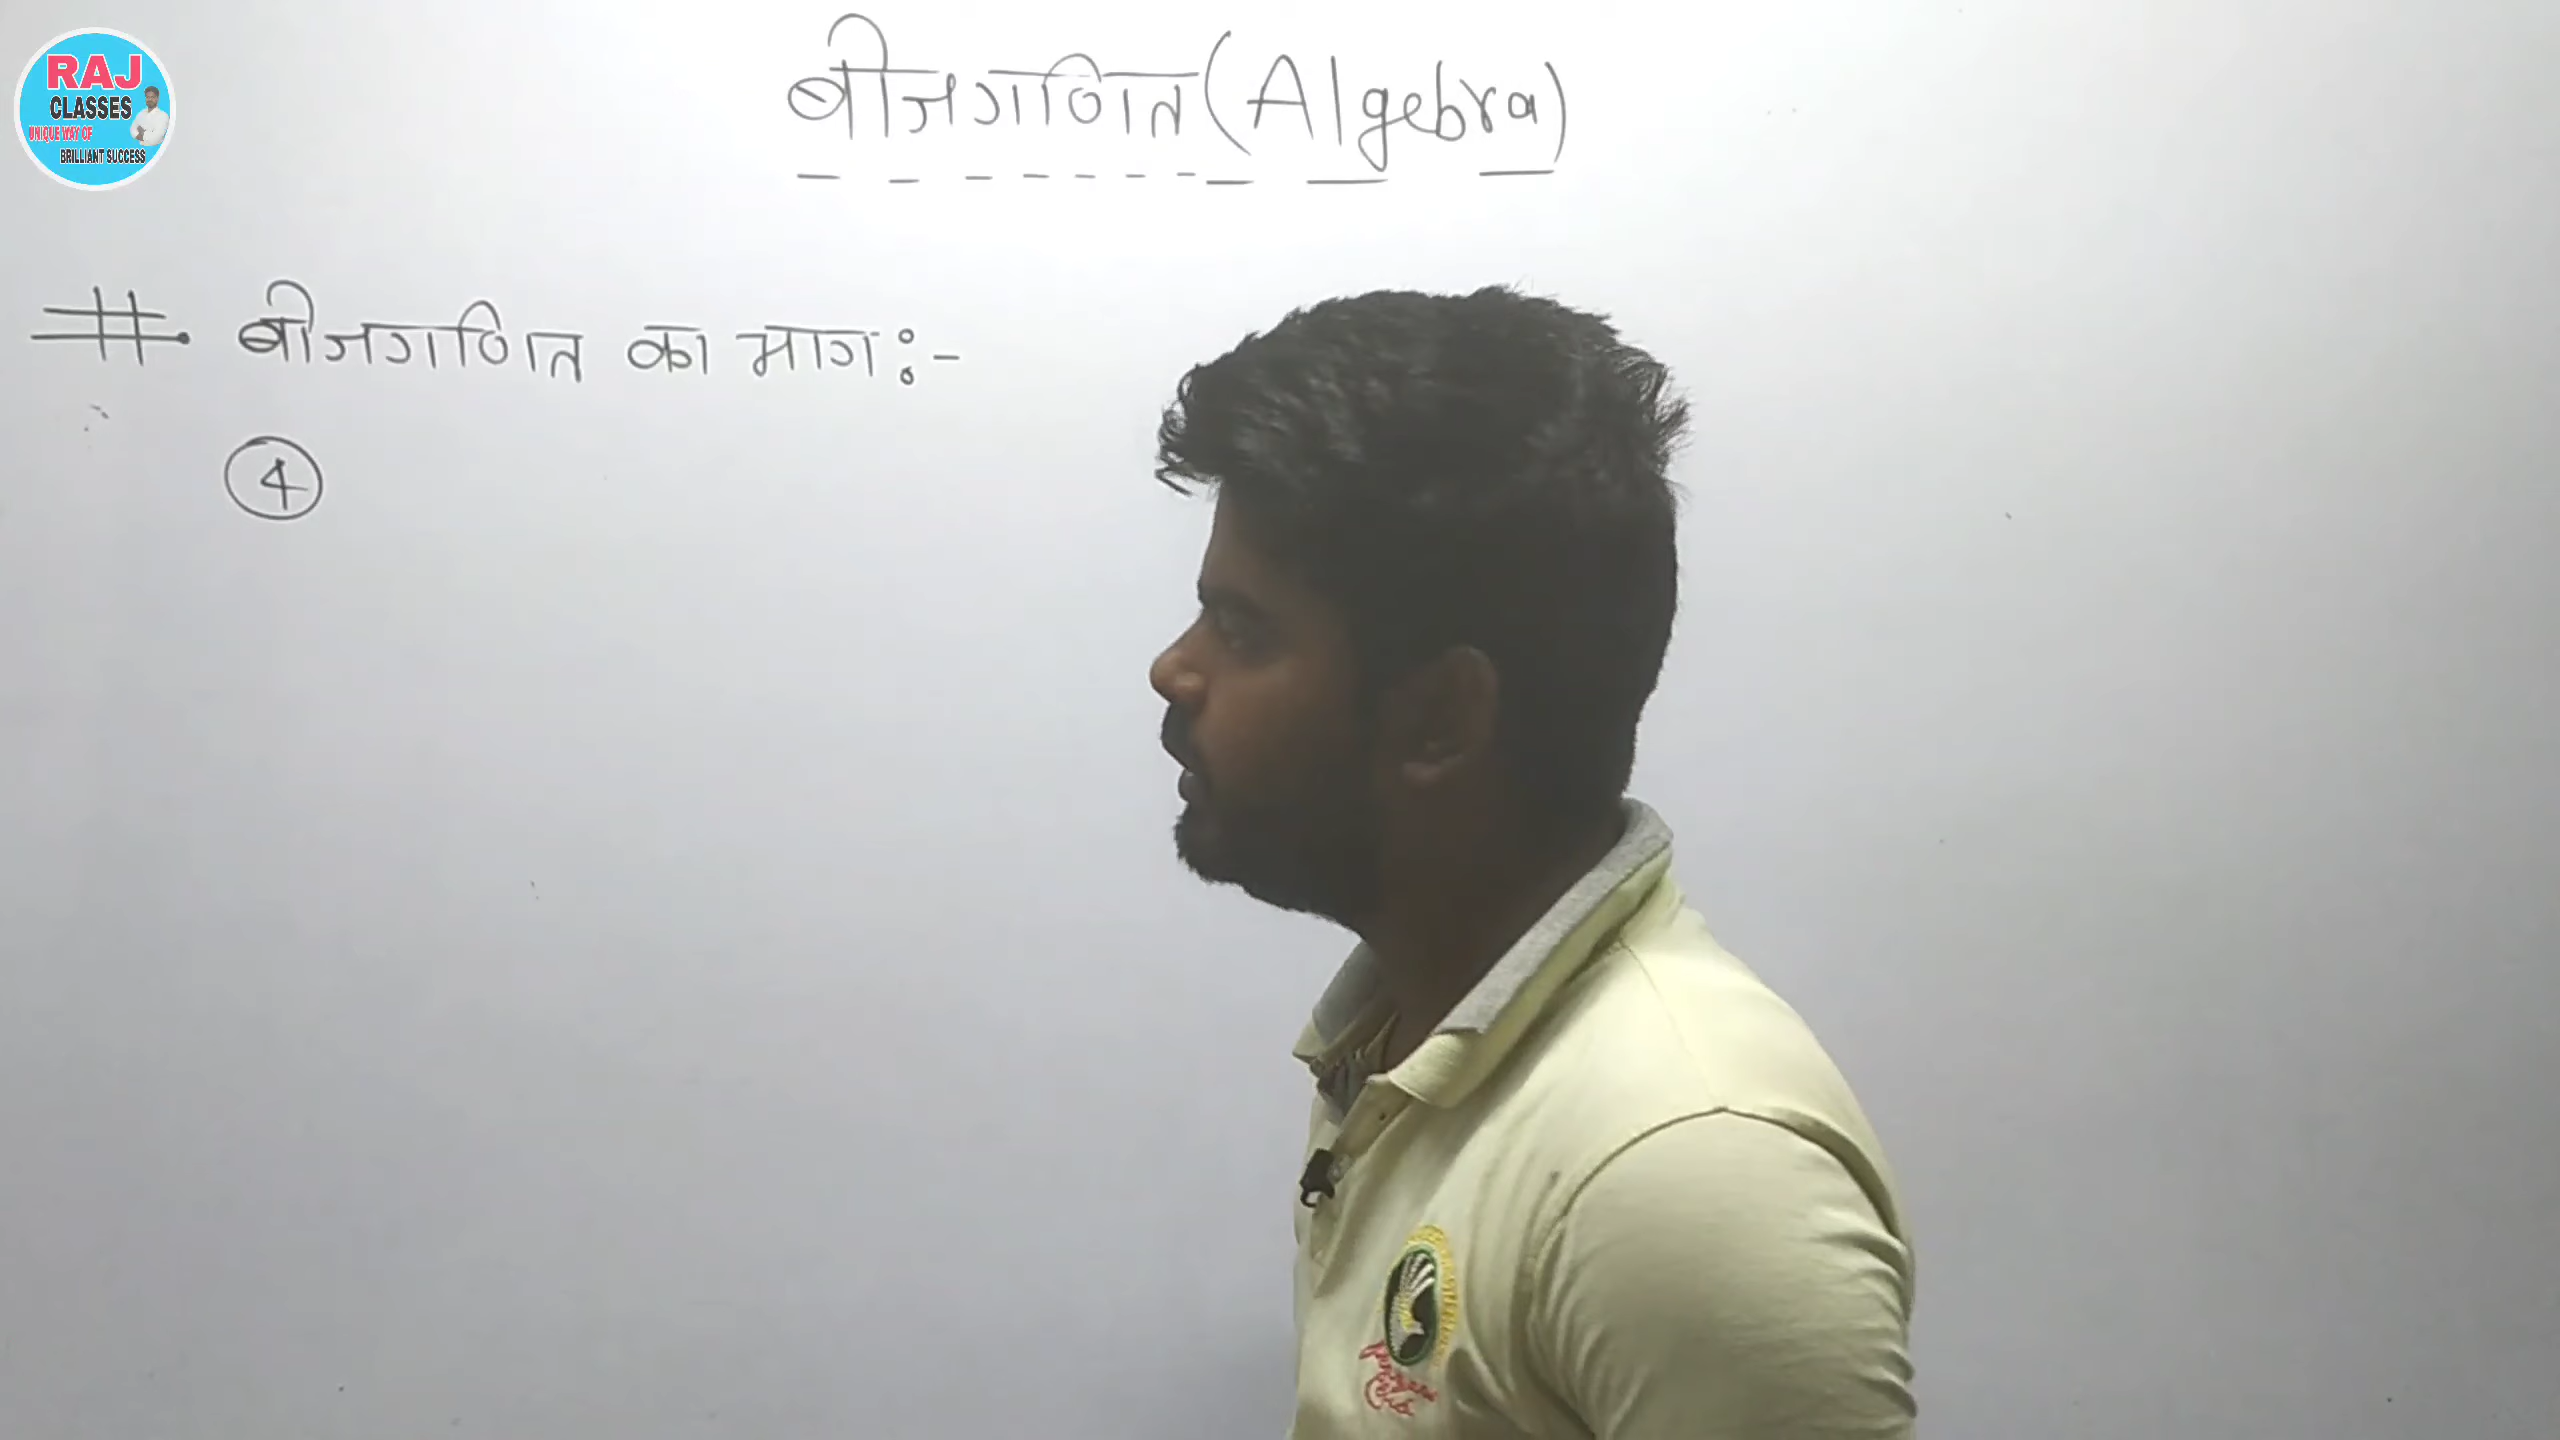 RAJ
CLASSES
UNIQUE WAY OF
BRILLIANT SUCCESS
बीजगणित (Algebra)
# बीजगणित का भाग :-
4